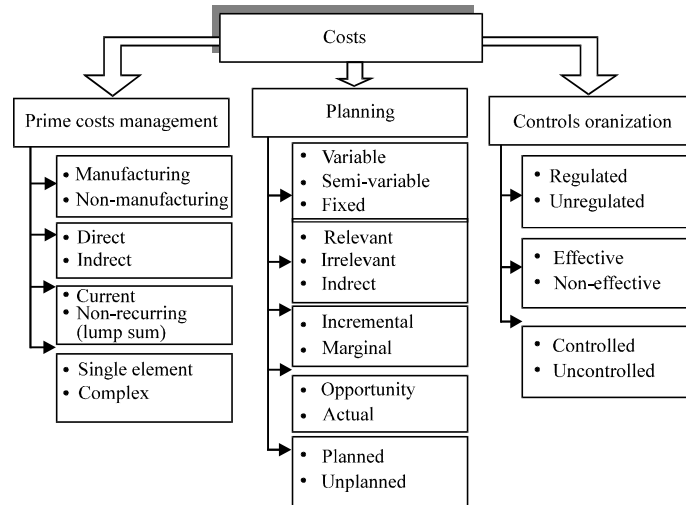 Costs
Prime costs management
• Manufacturing
• Non-manufacturing
• Direct
• Indrect
• Current
• Non-recurring
(lump sum)
• Single element
• Complex
Planning
• Variable
• Semi-variable
• Fixed
• Relevant
• Irrelevant
• Indrect
• Incremental
• Marginal
• Opportunity
• Actual
• Planned
• Unplanned
Controls oranization
• Regulated
• Unregulated
• Effective
• Non-effective
• Controlled
• Uncontrolled